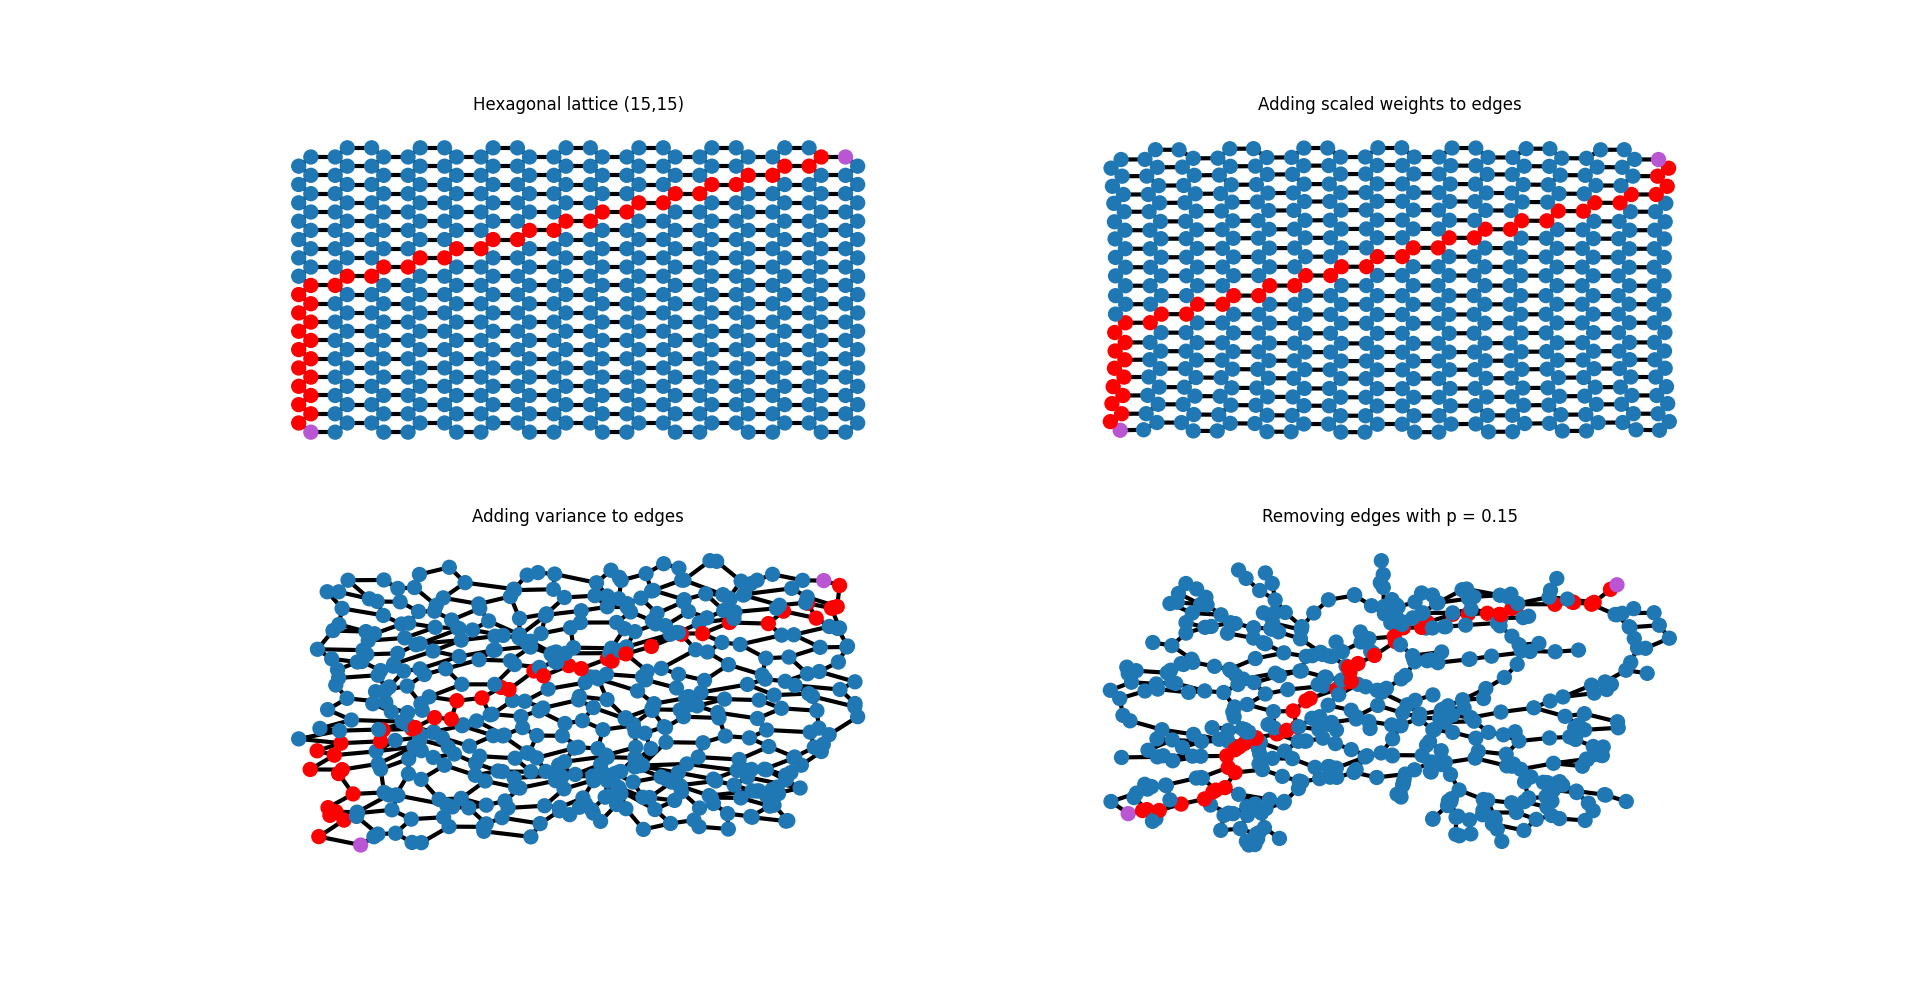 Hexagonal lattice (15,15)
Adding scaled weights to edges
Adding variance to edges
Removing edges with p = 0.15